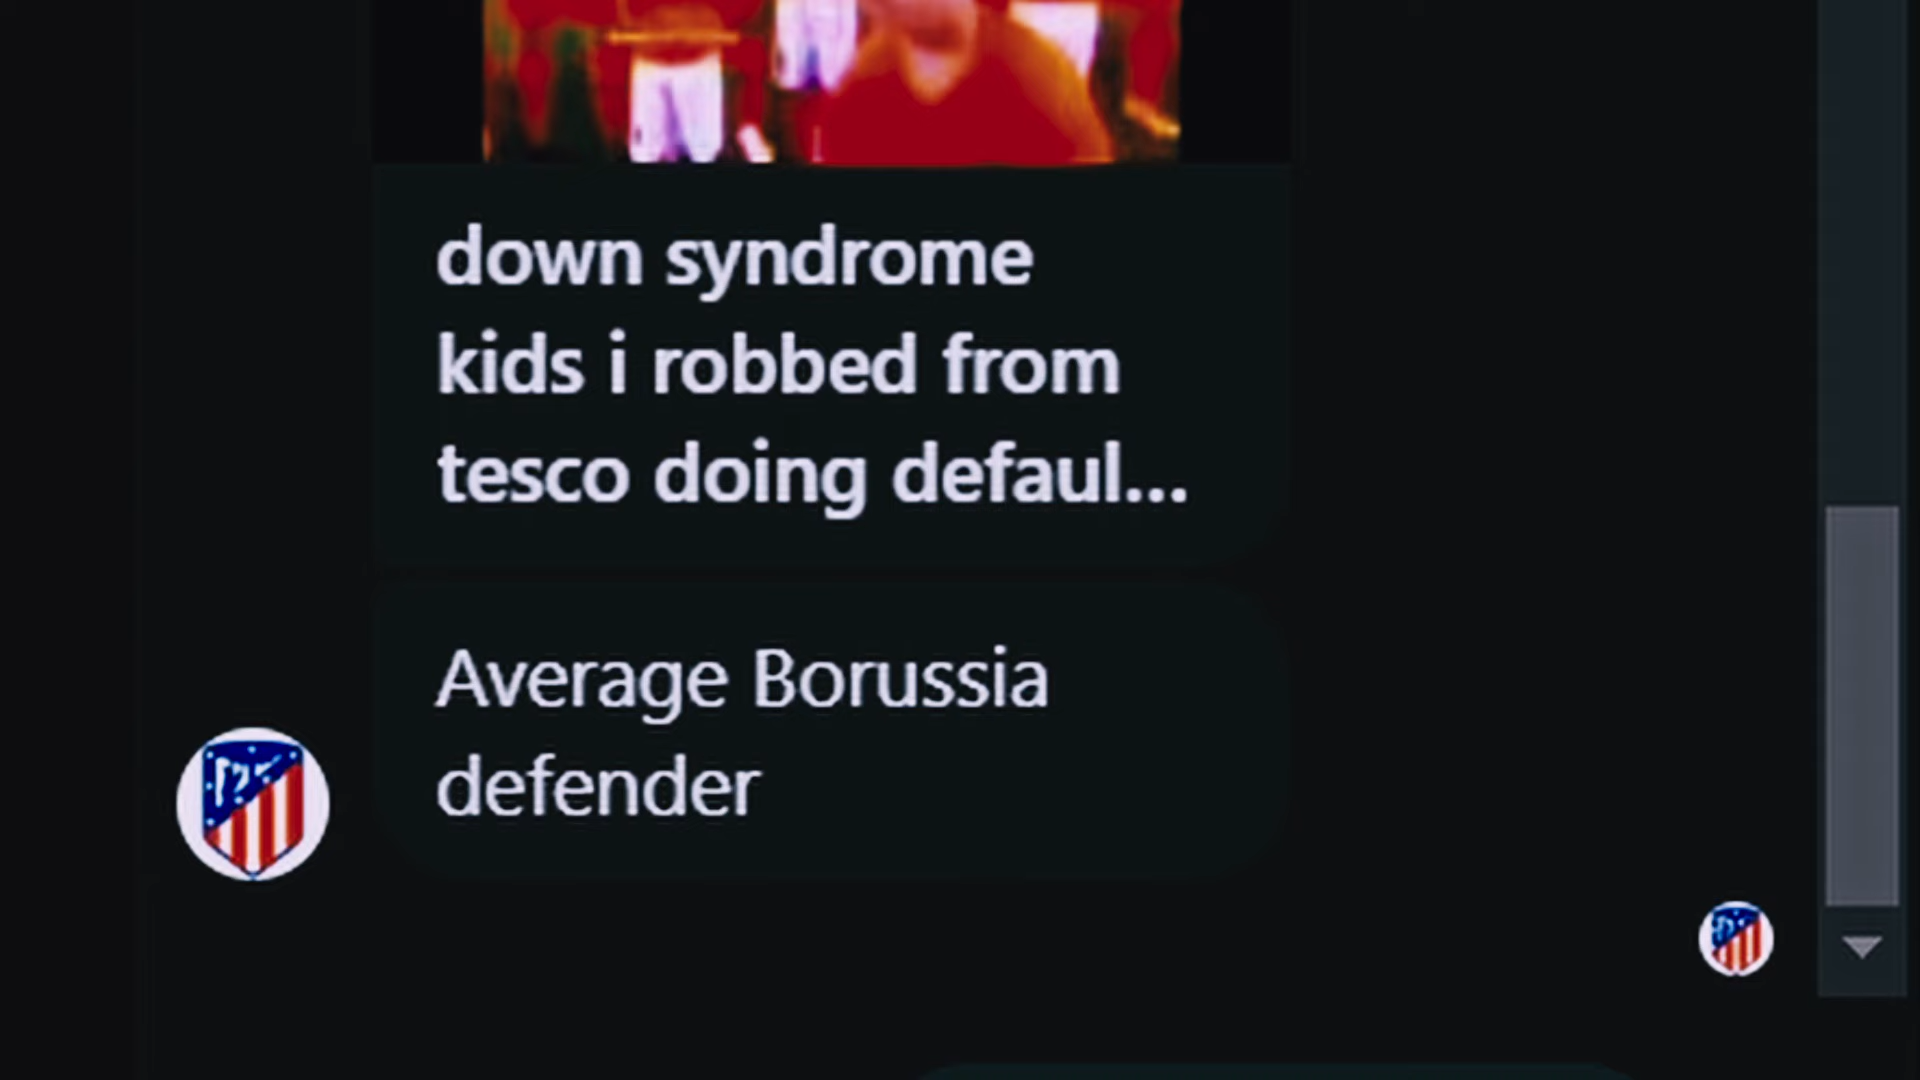 down syndrome
kids i robbed from
tesco doing defaul...
Average Borussia
defender